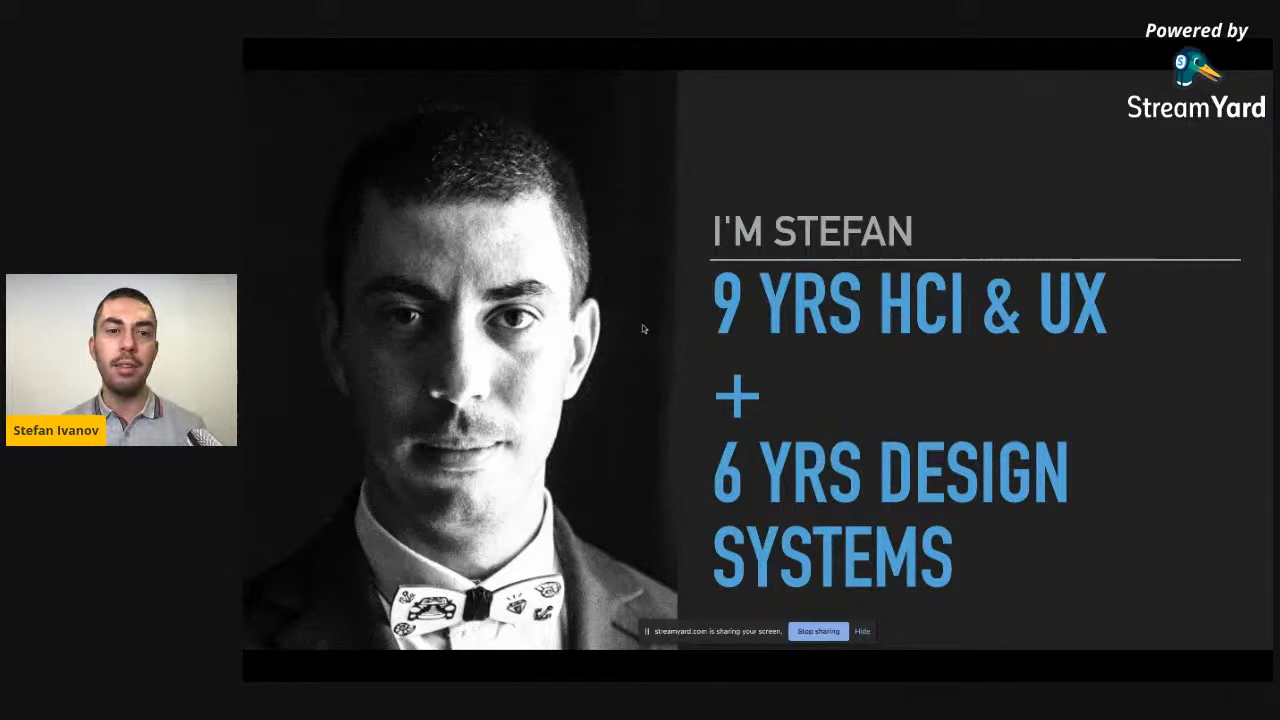 Powered by
StreamYard
I'M STEFAN
9 YRS HCI & UX
+
6 YRS DESIGN
SYSTEMS
Stefan Ivanov
streamyard.com is sharing your screen.
Stop sharing
Hide